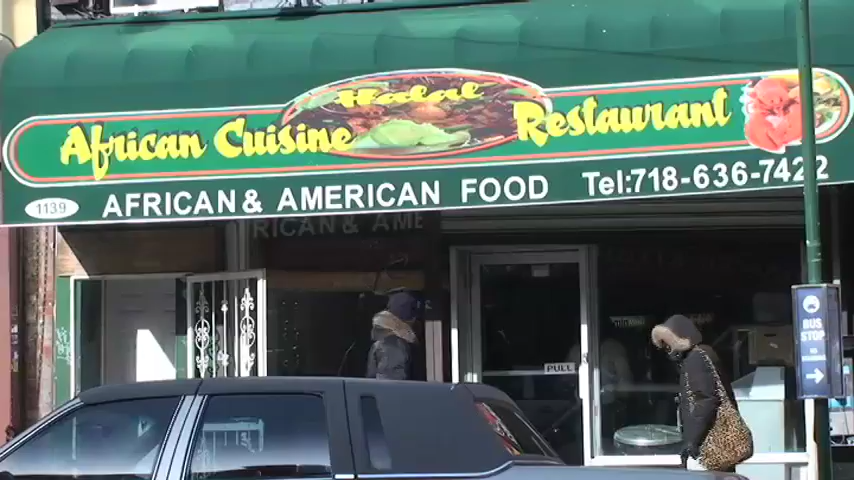 Halal
African Cuisine Restaurant
1139
AFRICAN & AMERICAN FOOD
Tel:718-636-7422
RICAN & AME
PULL
BUS
STOP